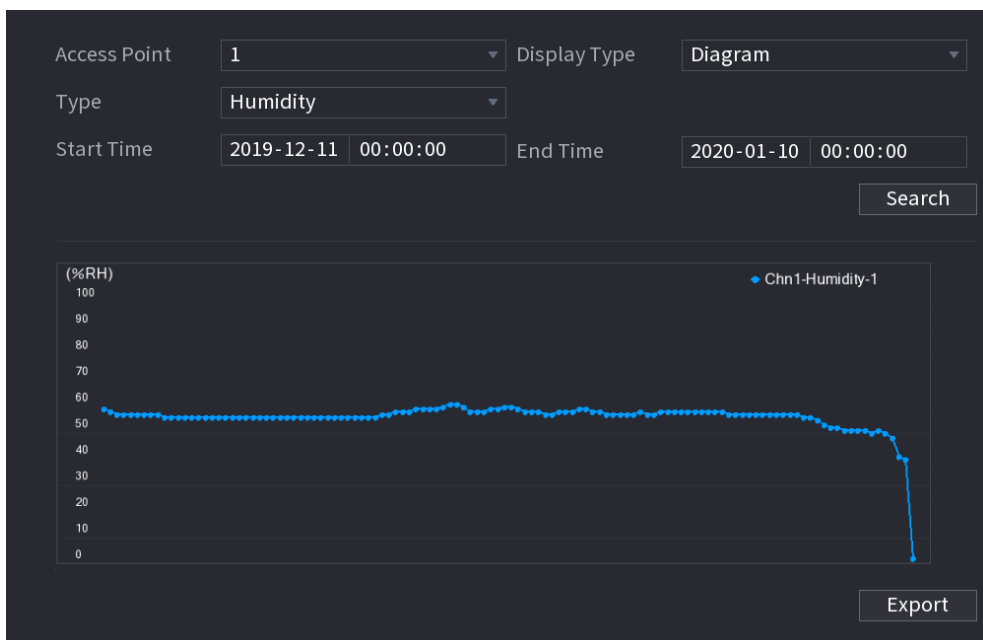 Access Point 1 Display Type Diagram
Type Humidity
Start Time 2019-12-11 00:00:00 End Time 2020-01-10 00:00:00
Search
(%RH)
Chn1-Humidity-1
100
90
80
70
60
50
40
30
20
10
0
Export